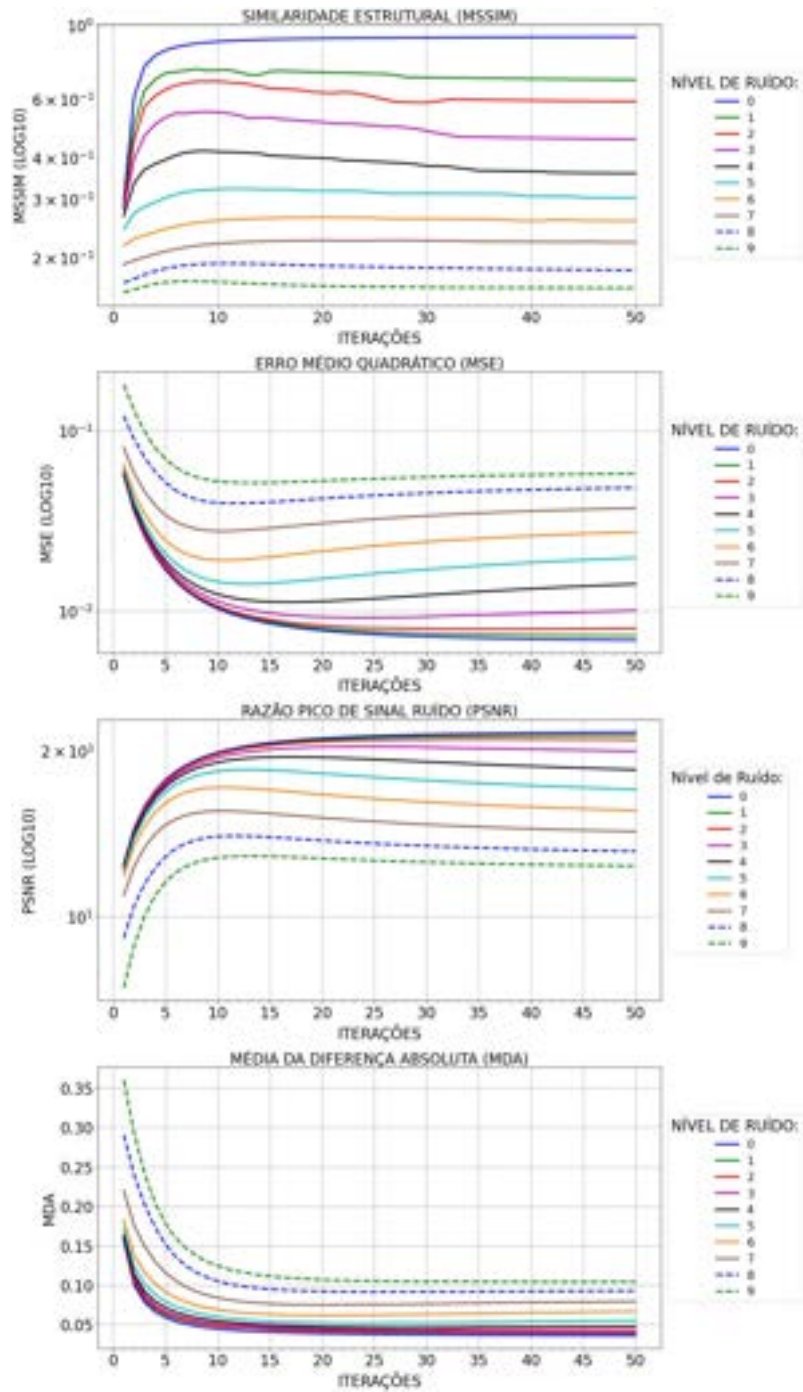 SIMILARIDADE ESTRUTURAL (MSSIM)
10⁰
6 × 10⁻¹
4 × 10⁻¹
3 × 10⁻¹
2 × 10⁻¹
MSSIM (LOG10)
0 5 10 15 20 25 30 35 40 45 50
ITERAÇÕES
NÍVEL DE RUÍDO:
0
1
2
3
4
5
6
7
8
9
ERRO MÉDIO QUADRÁTICO (MSE)
10⁻¹
10⁻²
MSE (LOG10)
0 5 10 15 20 25 30 35 40 45 50
ITERAÇÕES
NÍVEL DE RUÍDO:
0
1
2
3
4
5
6
7
8
9
RAZÃO PICO DE SINAL RUÍDO (PSNR)
2 × 10¹
10¹
PSNR (LOG10)
0 5 10 15 20 25 30 35 40 45 50
ITERAÇÕES
Nível de Ruído:
0
1
2
3
4
5
6
7
8
9
MÉDIA DA DIFERENÇA ABSOLUTA (MDA)
0.35
0.30
0.25
0.20
0.15
0.10
0.05
MDA
0 5 10 15 20 25 30 35 40 45 50
ITERAÇÕES
NÍVEL DE RUÍDO:
0
1
2
3
4
5
6
7
8
9